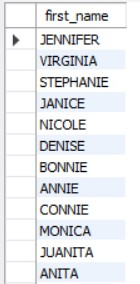 first_name
JENNIFER
VIRGINIA
STEPHANIE
JANICE
NICOLE
DENISE
BONNIE
ANNIE
CONNIE
MONICA
JUANITA
ANITA